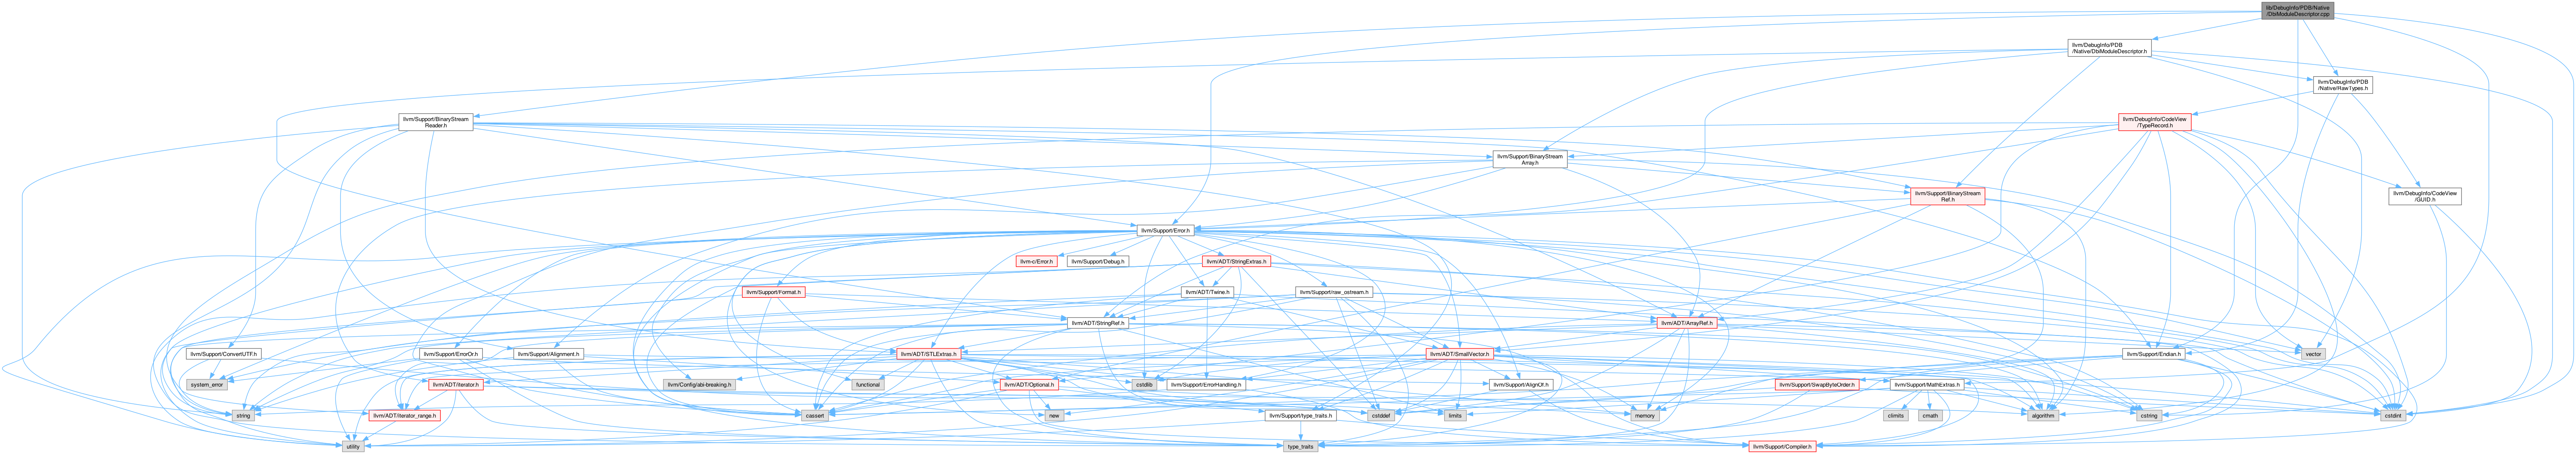 lib/DebugInfo/PDB/Native
/DbiModuleDescriptor.cpp
llvm/DebugInfo/PDB
/Native/DbiModuleDescriptor.h
llvm/DebugInfo/PDB
/Native/RawTypes.h
llvm/Support/BinaryStream
Reader.h
llvm/DebugInfo/CodeView
/TypeRecord.h
llvm/Support/BinaryStream
Array.h
llvm/Support/BinaryStream
Ref.h
llvm/DebugInfo/CodeView
/GUID.h
llvm/Support/Error.h
llvm-c/Error.h
llvm/Support/Debug.h
llvm/ADT/StringExtras.h
llvm/Support/Format.h
llvm/ADT/Twine.h
llvm/Support/raw_ostream.h
llvm/ADT/StringRef.h
llvm/ADT/ArrayRef.h
llvm/Support/ConvertUTF.h
llvm/Support/ErrorOr.h
llvm/Support/Alignment.h
llvm/ADT/STLExtras.h
llvm/ADT/SmallVector.h
vector
llvm/Support/Endian.h
system_error
llvm/ADT/iterator.h
llvm/Config/abi-breaking.h
functional
llvm/ADT/Optional.h
cstdlib
llvm/Support/ErrorHandling.h
llvm/Support/AlignOf.h
llvm/Support/SwapByteOrder.h
llvm/Support/MathExtras.h
string
llvm/ADT/iterator_range.h
cassert
new
llvm/Support/type_traits.h
cstddef
limits
memory
climits
cmath
algorithm
cstring
cstdint
utility
type_traits
llvm/Support/Compiler.h